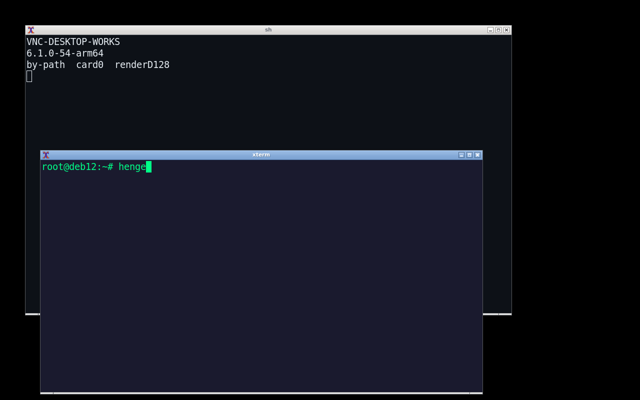 sh
VNC-DESKTOP-WORKS
6.1.0-54-arm64
by-path  card0  renderD128
xterm
root@deb12:~# henge